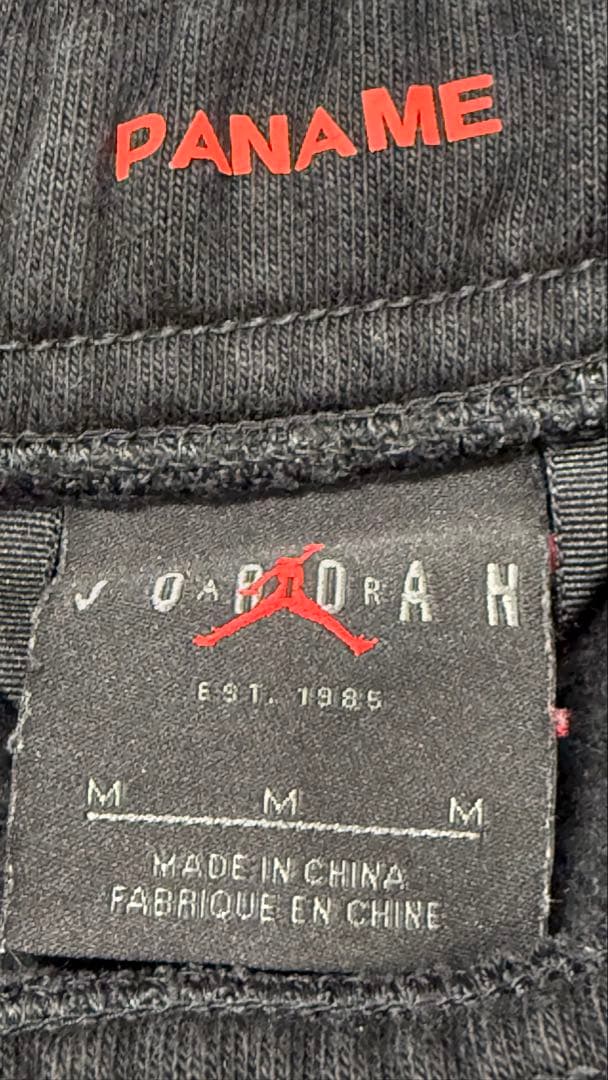 PANAME
JORDAN
EST. 1985
M M M
MADE IN CHINA
FABRIQUE EN CHINE